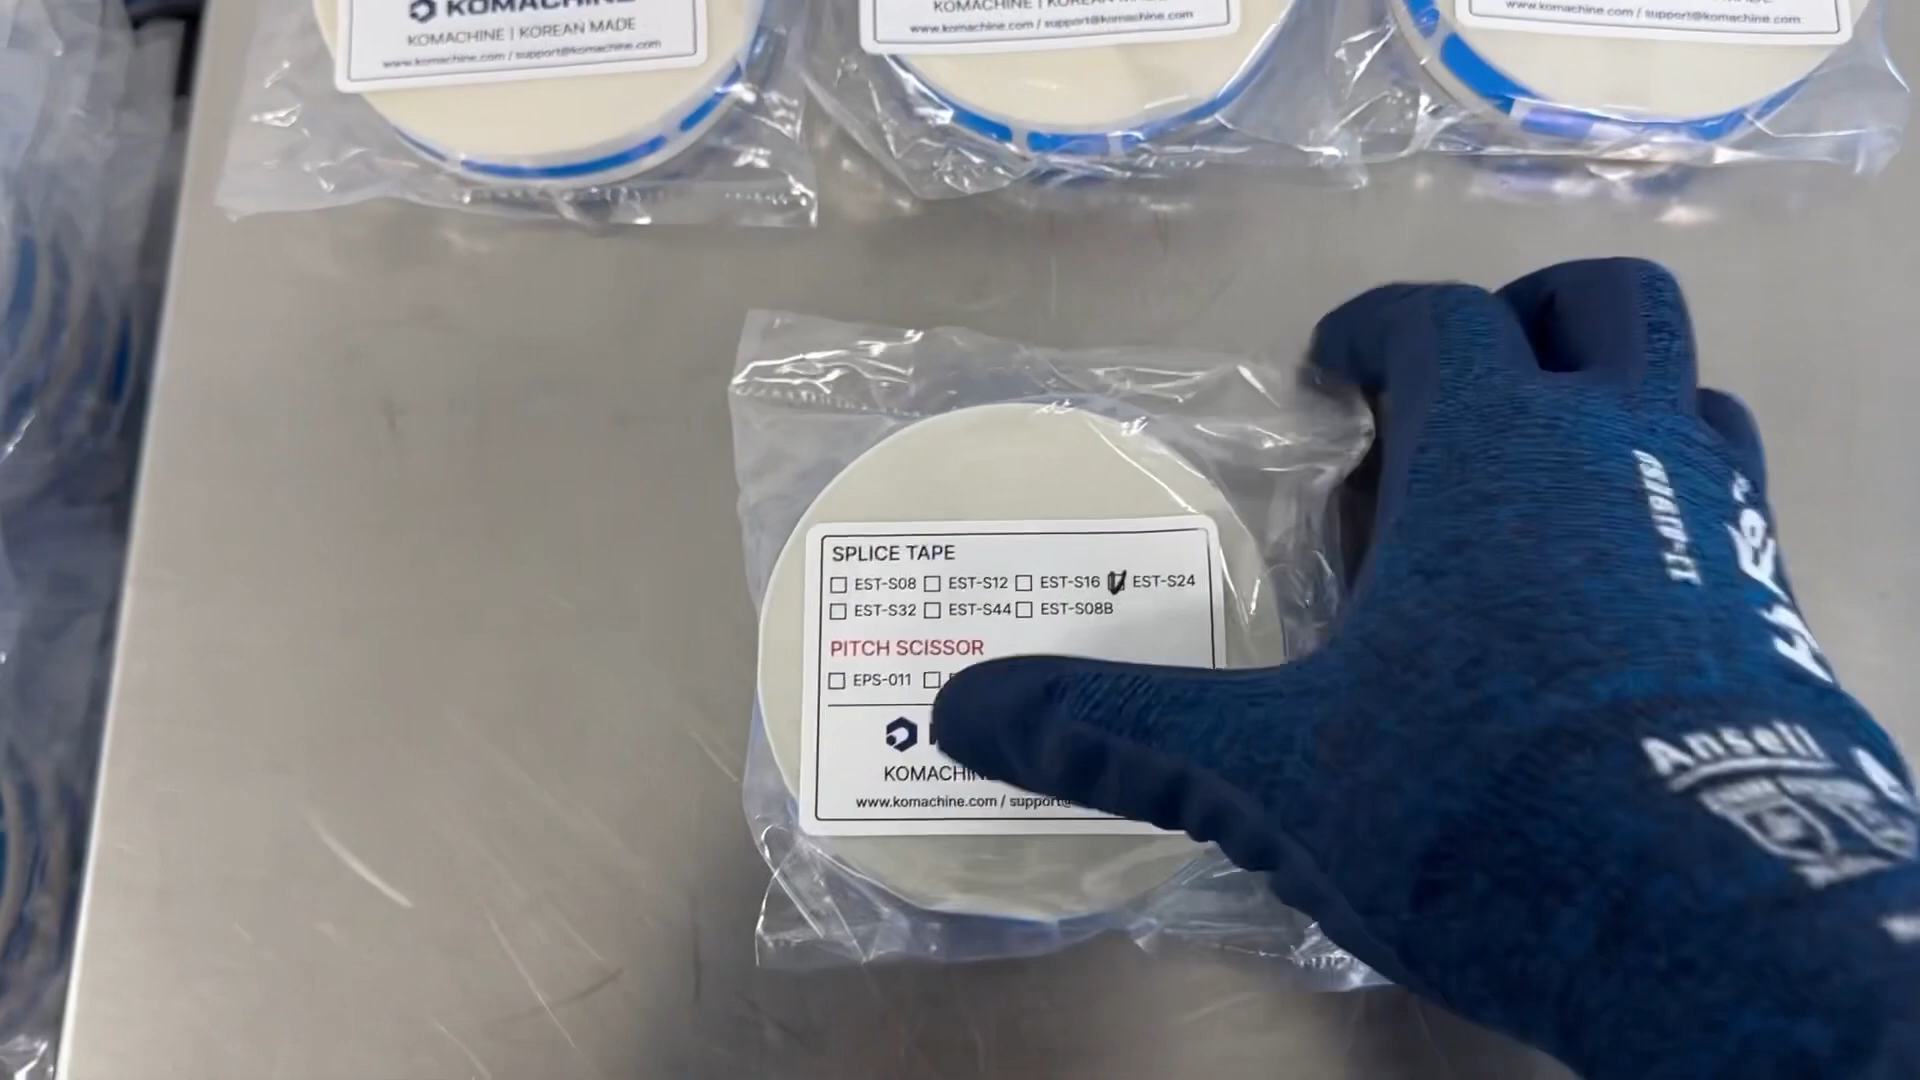 KOMACHINE
KOMACHINE | KOREAN MADE
www.komachine.com / support@komachine.com
KOMACHINE | KOREAN
www.komachine.com / support@komachine.com
www.komachine.com / support@komachine.com
SPLICE TAPE
EST-S08 EST-S12 EST-S16 EST-S24
EST-S32 EST-S44 EST-S08B
PITCH SCISSOR
EPS-011
KOMACHINE
www.komachine.com / support@
Ansell